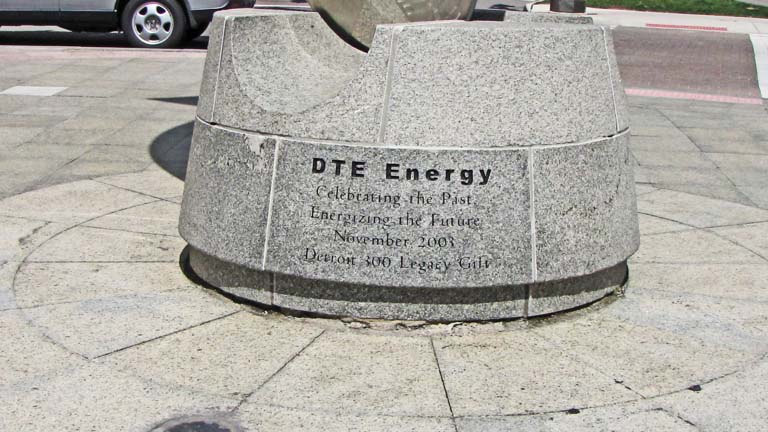 DTE Energy
Celebrating the Past
Energizing the Future
November 2003
Detroit 300 Legacy Gift